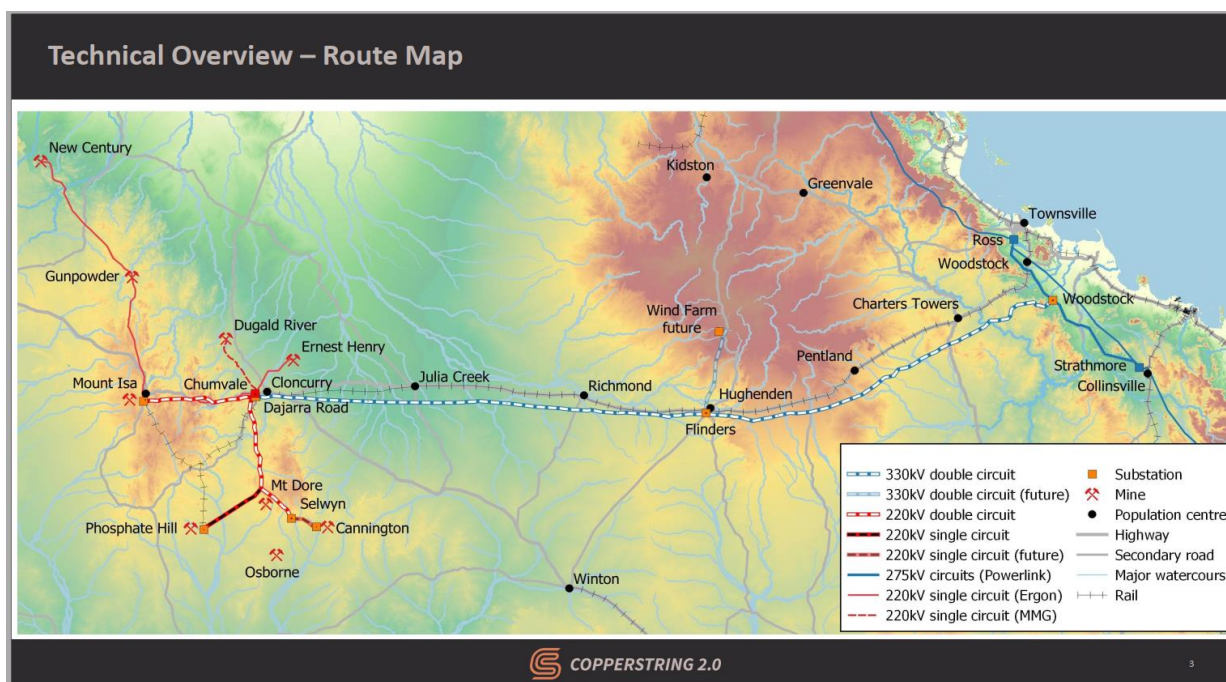 Technical Overview – Route Map
New Century
Gunpowder
Mount Isa
Chumvale
Dugald River
Ernest Henry
Cloncurry
Dajarra Road
Julia Creek
Richmond
Hughenden
Flinders
Wind Farm
future
Kidston
Greenvale
Pentland
Charters Towers
Townsville
Ross
Woodstock
Woodstock
Strathmore
Collinsville
Mt Dore
Selwyn
Phosphate Hill
Cannington
Osborne
Winton
330kV double circuit
330kV double circuit (future)
220kV double circuit
220kV single circuit
220kV single circuit (future)
275kV circuits (Powerlink)
220kV single circuit (Ergon)
220kV single circuit (MMG)
Substation
Mine
Population centre
Highway
Secondary road
Major watercours
Rail
COPPERSTRING 2.0
3